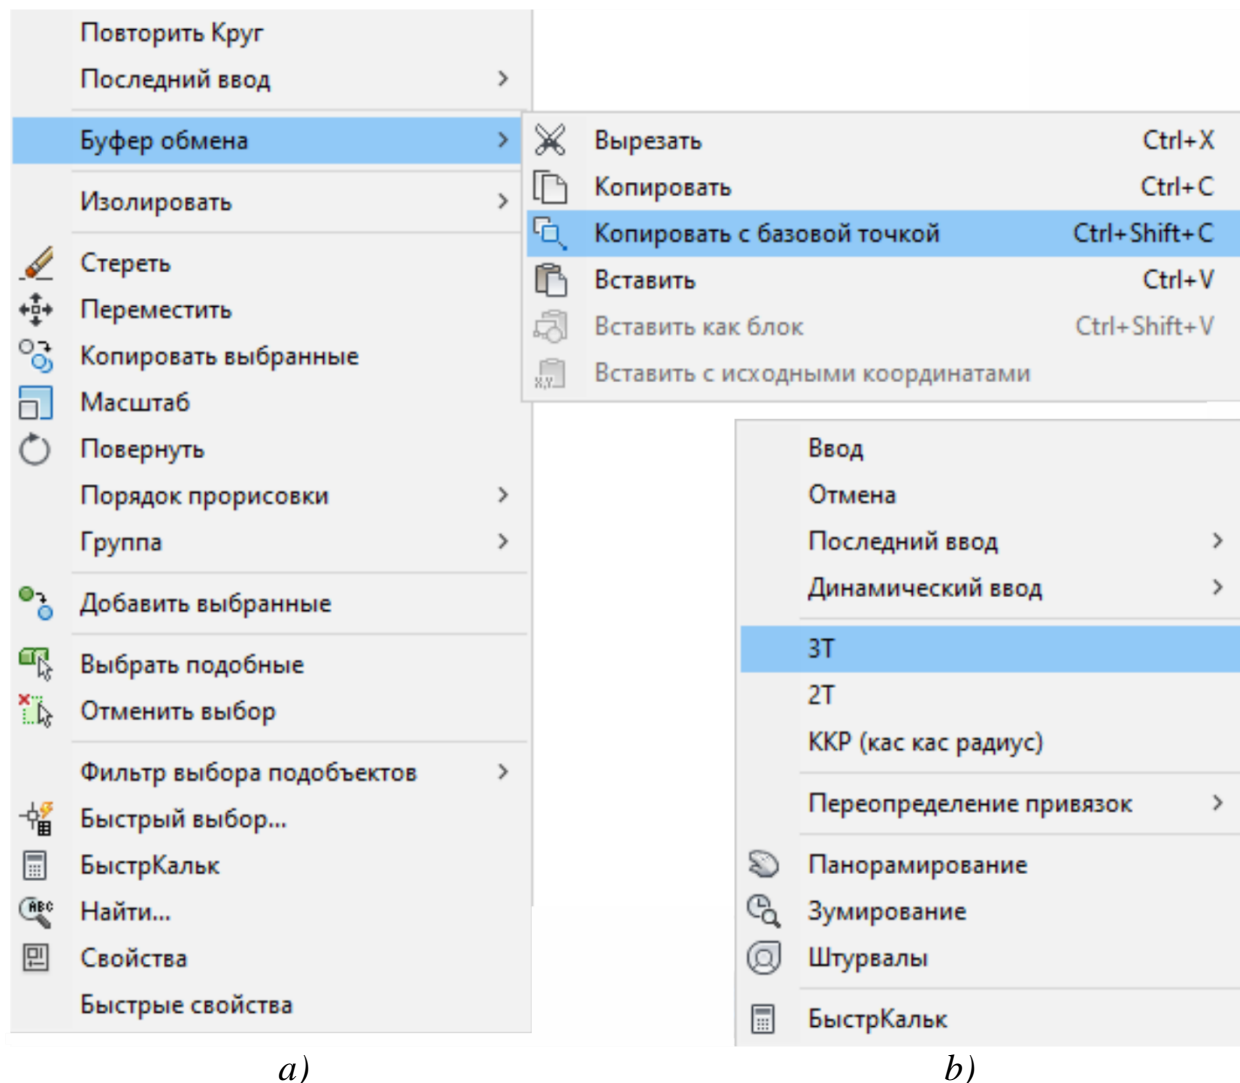 Повторить Круг
Последний ввод
Буфер обмена
Изолировать
Стереть
Переместить
Копировать выбранные
Масштаб
Повернуть
Порядок прорисовки
Группа
Добавить выбранные
Выбрать подобные
Отменить выбор
Фильтр выбора подобъектов
Быстрый выбор...
БыстрКальк
ABC Найти...
Свойства
Быстрые свойства
Вырезать Ctrl+X
Копировать Ctrl+C
Копировать с базовой точкой Ctrl+Shift+C
Вставить Ctrl+V
Вставить как блок Ctrl+Shift+V
X,Y... Вставить с исходными координатами
Ввод
Отмена
Последний ввод
Динамический ввод
3Т
2Т
ККР (кас кас радиус)
Переопределение привязок
Панорамирование
Зумирование
Штурвалы
БыстрКальк
a) b)